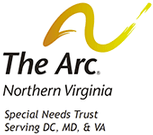 The Arc®
Northern Virginia
Special Needs Trust
Serving DC, MD, & VA